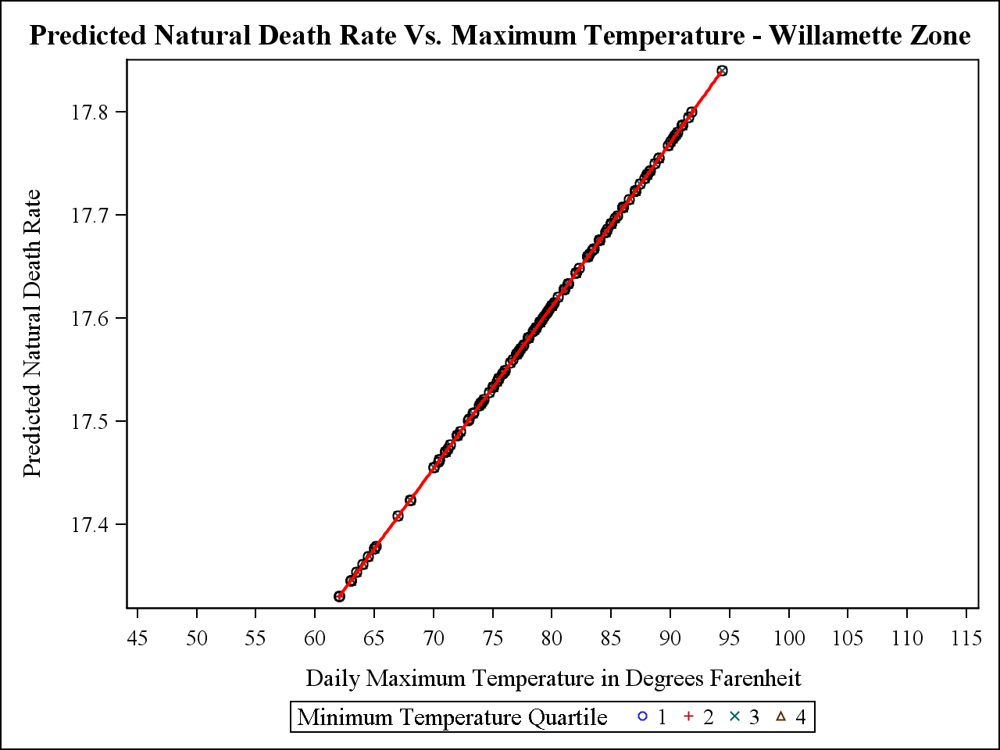 Predicted Natural Death Rate Vs. Maximum Temperature - Willamette Zone
Predicted Natural Death Rate
17.8
17.7
17.6
17.5
17.4
45 50 55 60 65 70 75 80 85 90 95 100 105 110 115
Daily Maximum Temperature in Degrees Farenheit
Minimum Temperature Quartile 1 2 3 4